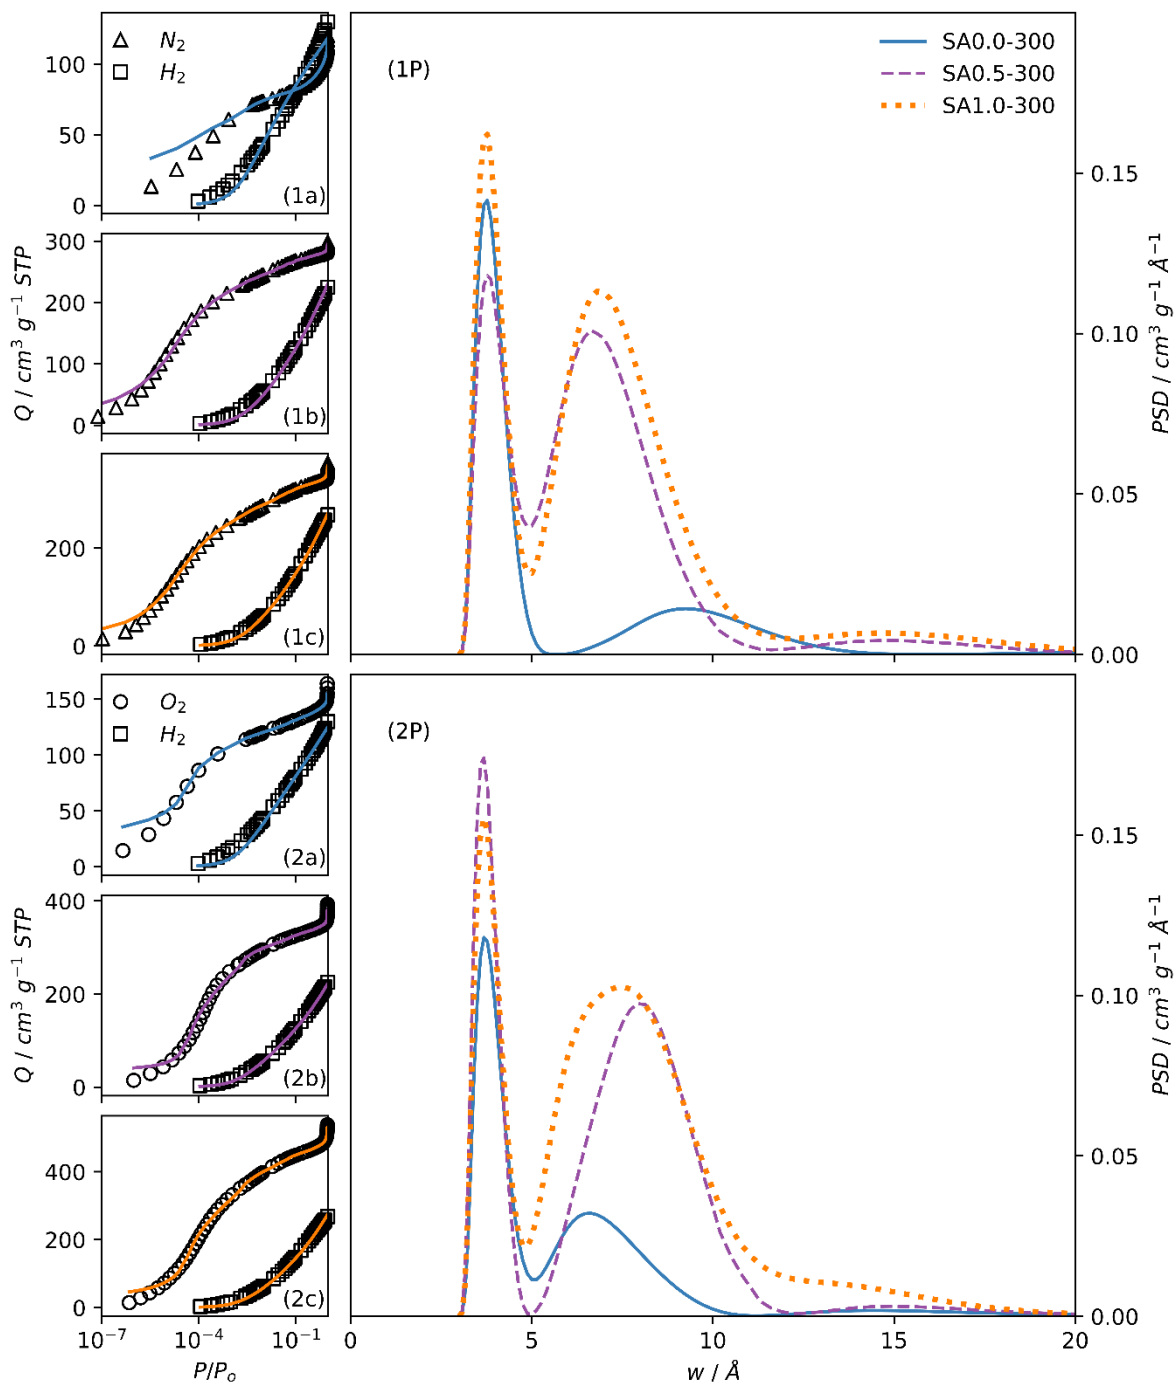 N₂
H₂
100
50
0
(1a)
300
200
100
0
(1b)
Q / cm³ g⁻¹ STP
200
0
(1c)
(1P)
SA0.0-300
SA0.5-300
SA1.0-300
0.15
0.10
0.05
0.00
PSD / cm³ g⁻¹ Å⁻¹
O₂
H₂
150
100
50
0
(2a)
400
200
0
(2b)
Q / cm³ g⁻¹ STP
400
200
0
(2c)
10⁻⁷ 10⁻⁴ 10⁻¹
P/Pₒ
(2P)
0.15
0.10
0.05
0.00
PSD / cm³ g⁻¹ Å⁻¹
0 5 10 15 20
w / Å